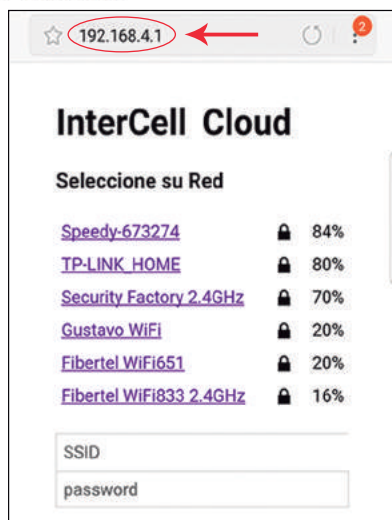 192.168.4.1
2
InterCell Cloud
Seleccione su Red
Speedy-673274 84%
TP-LINK_HOME 80%
Security Factory 2.4GHz 70%
Gustavo WiFi 20%
Fibertel WiFi651 20%
Fibertel WiFi833 2.4GHz 16%
SSID
password